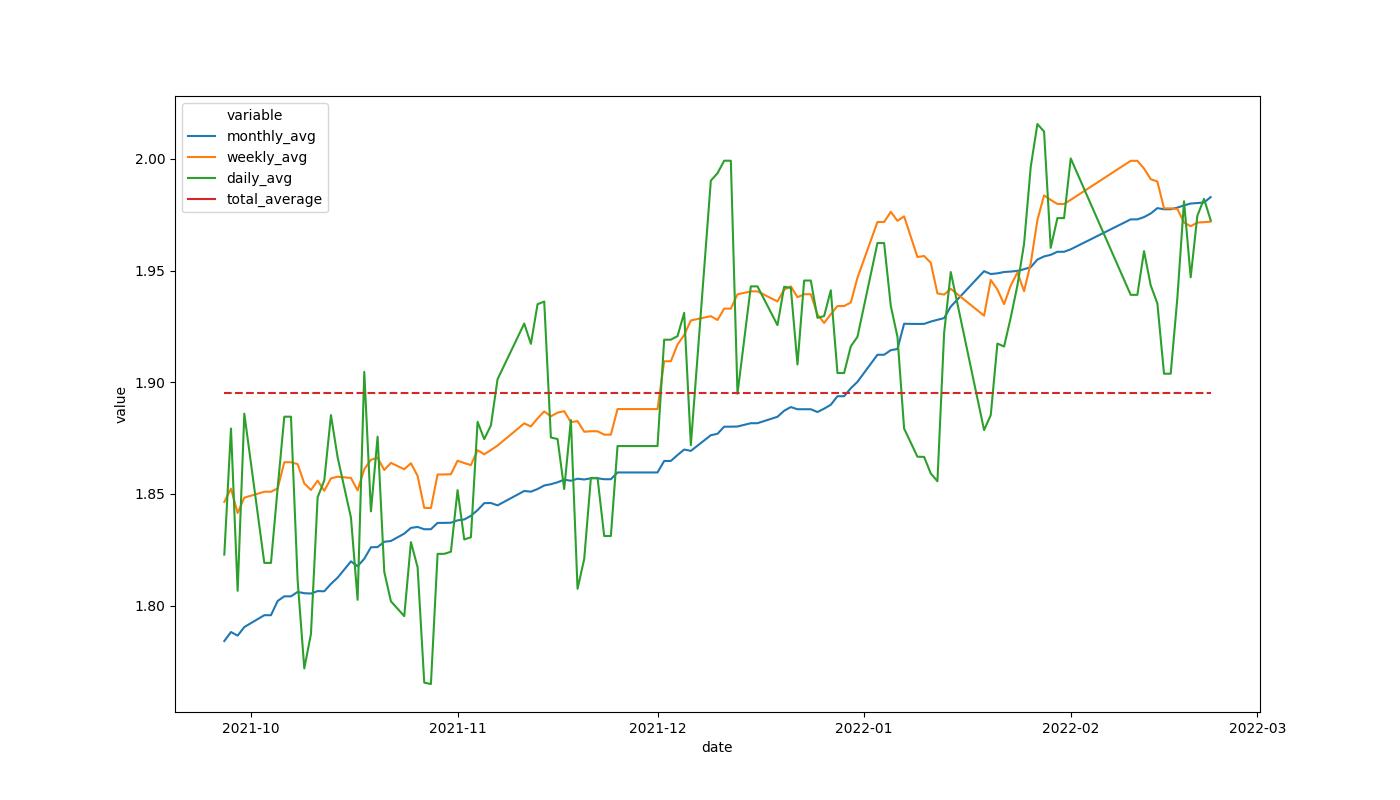 variable
monthly_avg
weekly_avg
daily_avg
total_average
2.00
1.95
1.90
1.85
1.80
value
2021-10 2021-11 2021-12 2022-01 2022-02 2022-03
date